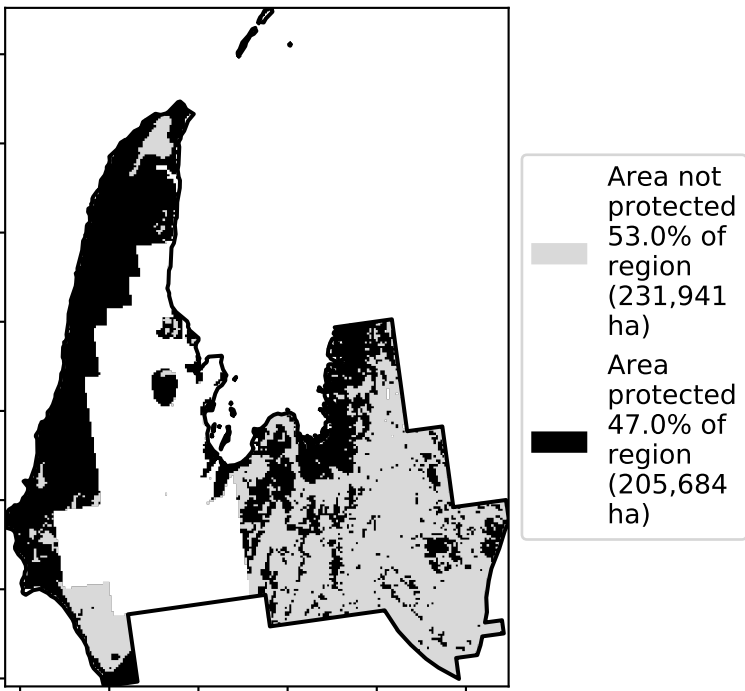 Area not
protected
53.0% of
region
(231,941
ha)
Area
protected
47.0% of
region
(205,684
ha)